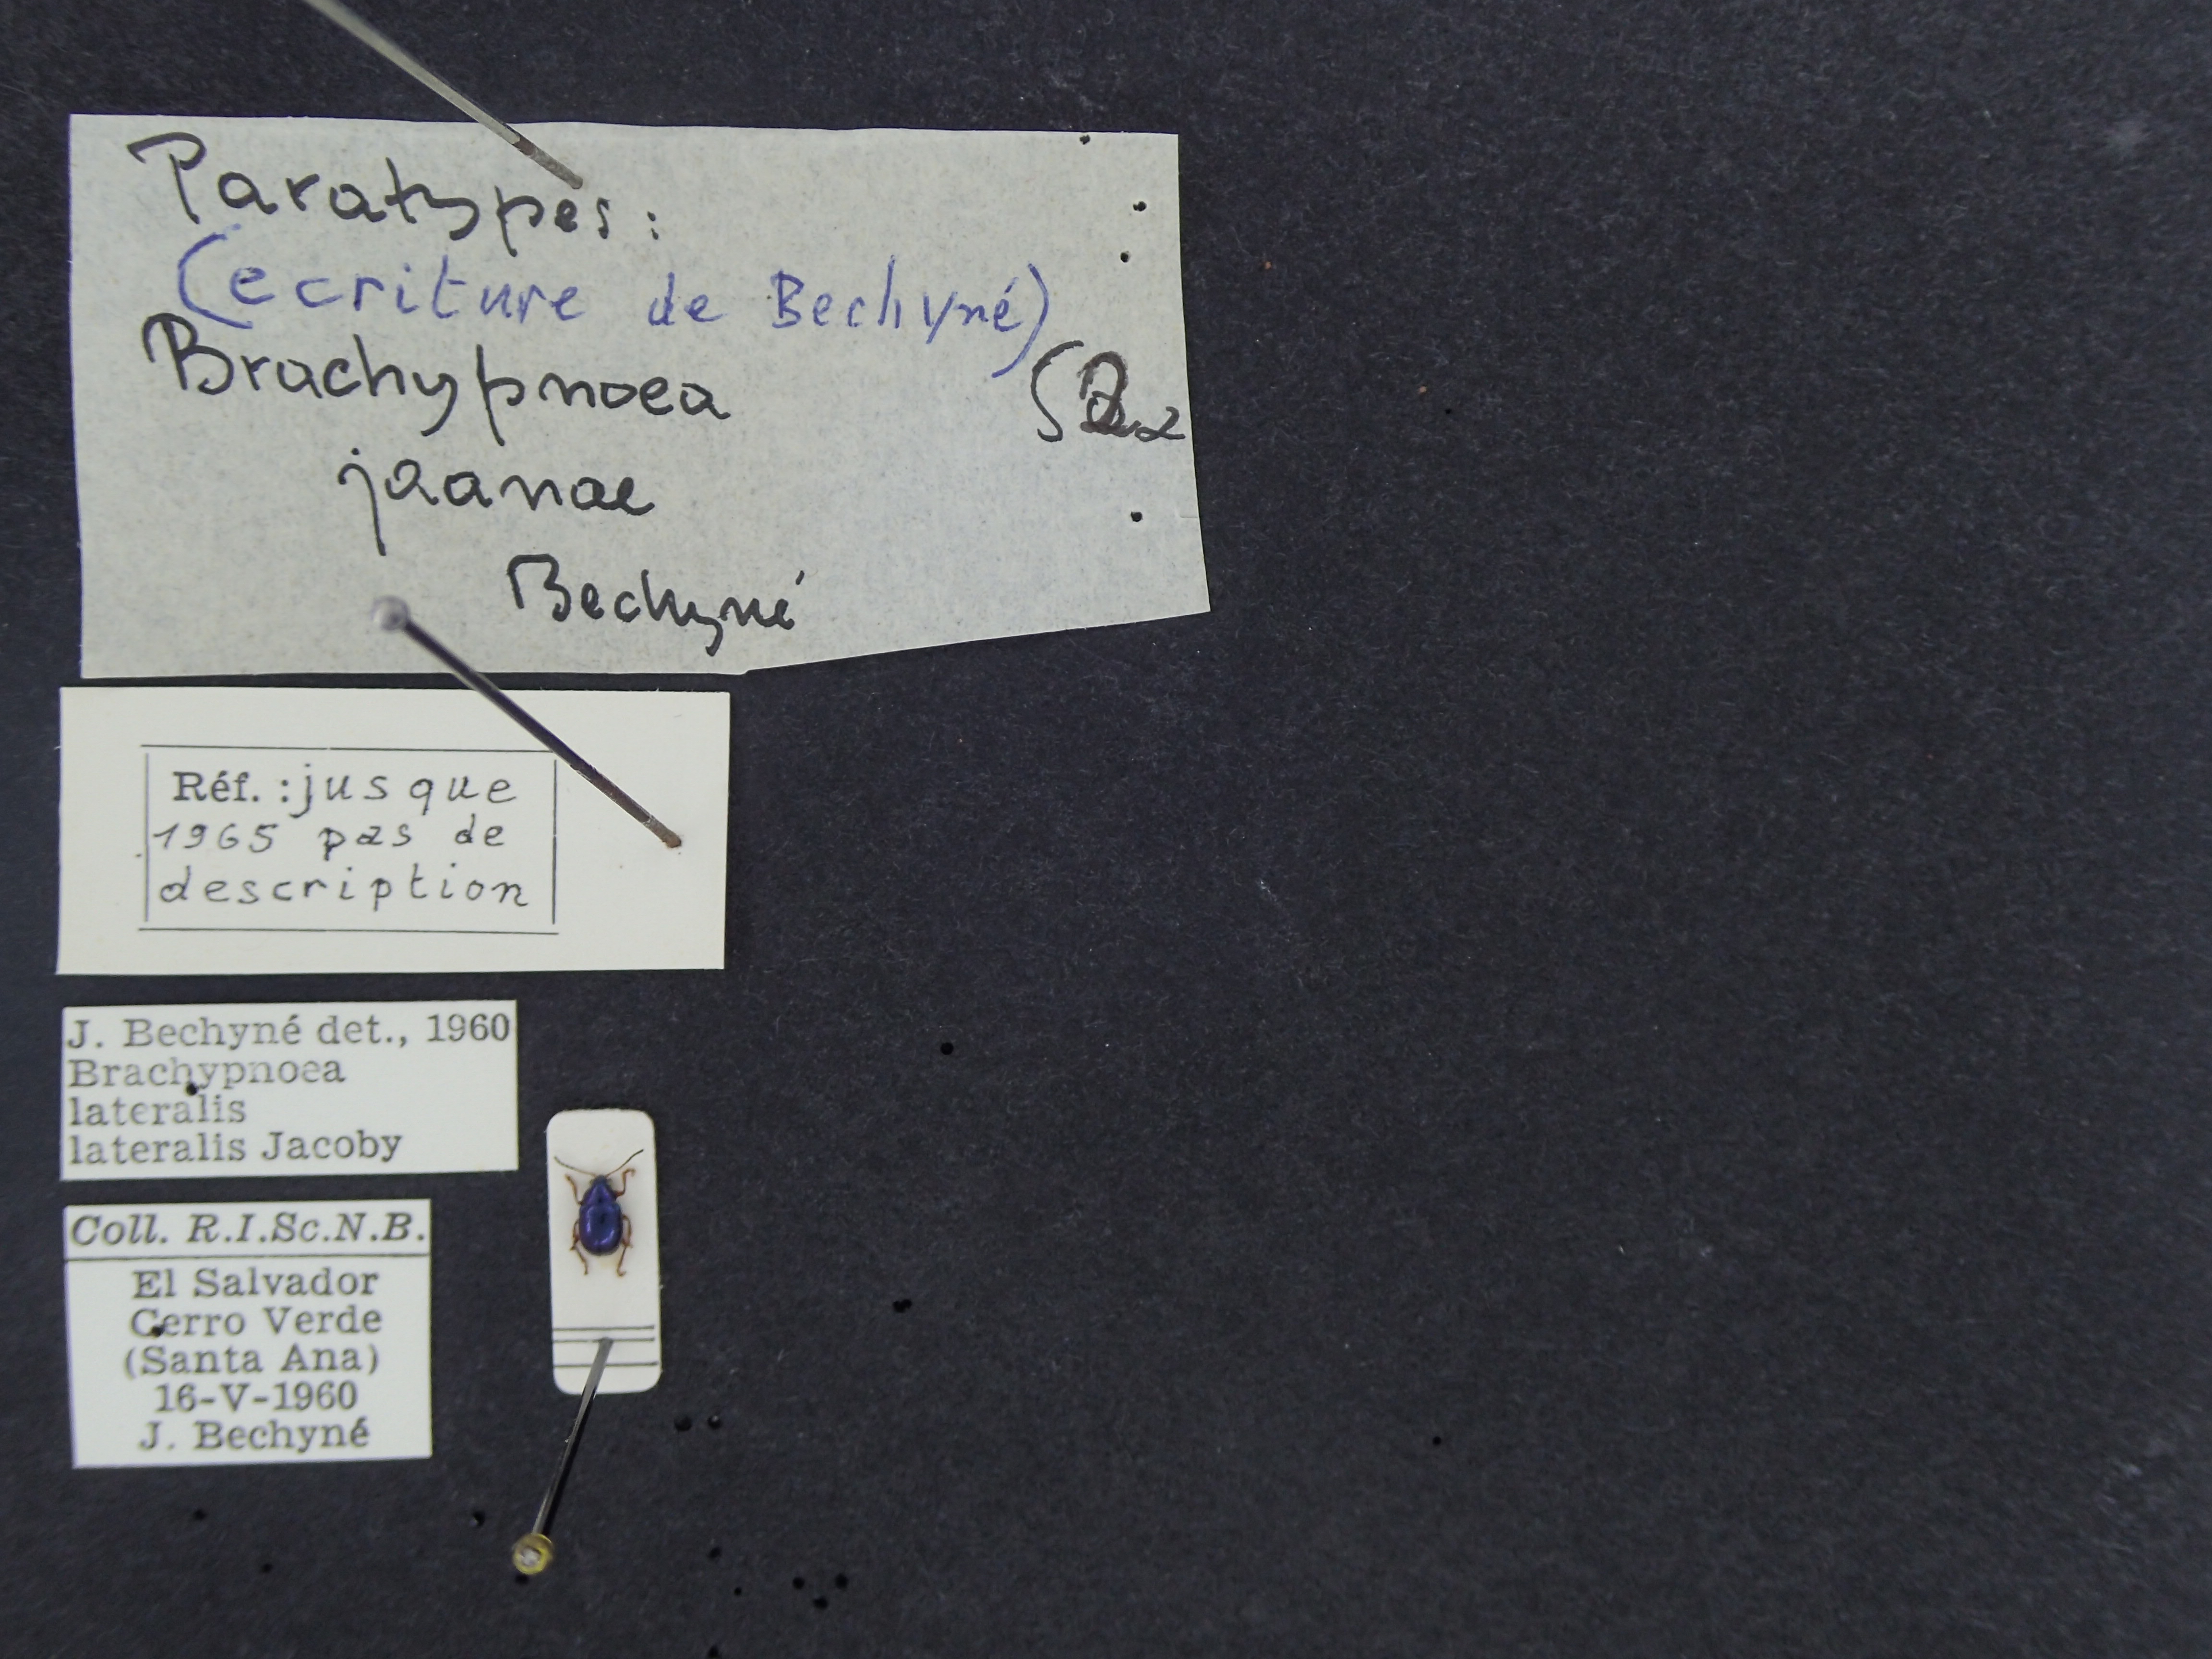 Paratypes:
(ecriture de Bechyné)
Brachypnoea
jaanae
Bechyné
Réf.: jusque
1965 pas de
description
J. Bechyné det., 1960
Brachypnoea
lateralis
lateralis Jacoby
Coll. R.I.Sc.N.B.
El Salvador
Cerro Verde
(Santa Ana)
16-V-1960
J. Bechyné